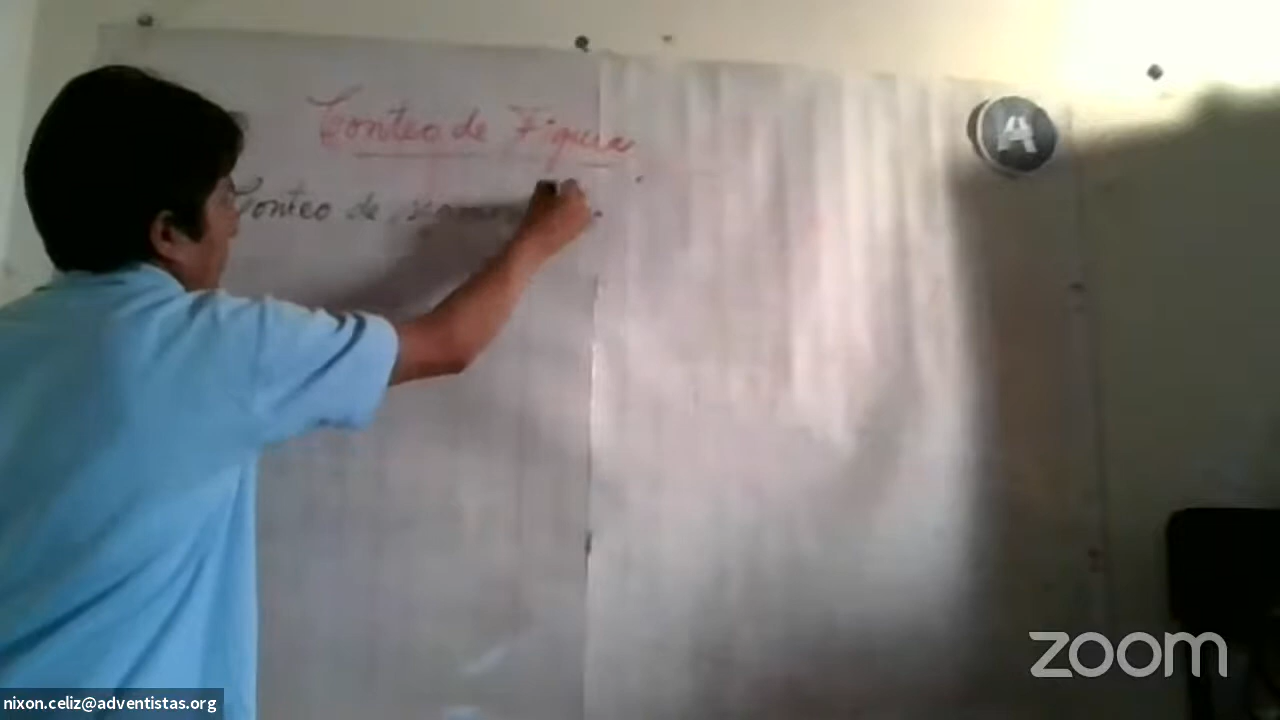 Conteo de Figura
Conteo de
A
zoom
nixon.celiz@adventistas.org